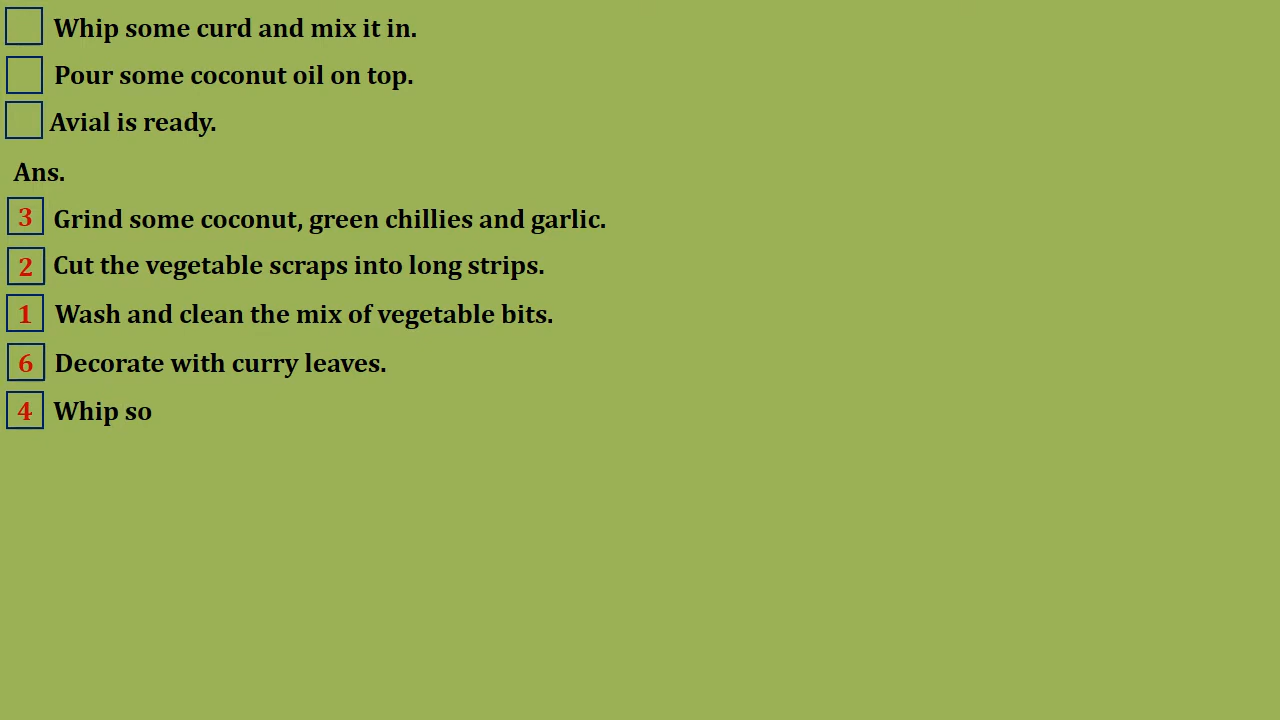 Whip some curd and mix it in.
Pour some coconut oil on top.
Avial is ready.
Ans.
3 Grind some coconut, green chillies and garlic.
2 Cut the vegetable scraps into long strips.
1 Wash and clean the mix of vegetable bits.
6 Decorate with curry leaves.
4 Whip so